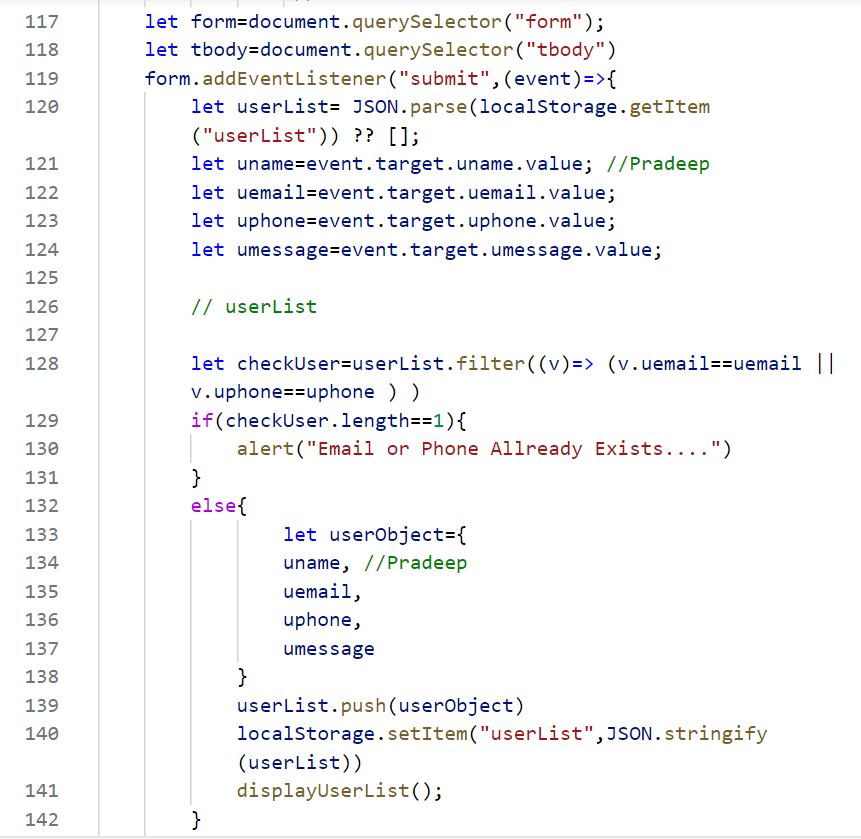 117 let form=document.querySelector("form");
118 let tbody=document.querySelector("tbody")
119 form.addEventListener("submit",(event)=>{
120 let userList= JSON.parse(localStorage.getItem
("userList")) ?? [];
121 let uname=event.target.uname.value; //Pradeep
122 let uemail=event.target.uemail.value;
123 let uphone=event.target.uphone.value;
124 let umessage=event.target.umessage.value;
125
126 // userList
127
128 let checkUser=userList.filter((v)=> (v.uemail==uemail ||
v.uphone==uphone ) )
129 if(checkUser.length==1){
130 alert("Email or Phone Allready Exists....")
131 }
132 else{
133 let userObject={
134 uname, //Pradeep
135 uemail,
136 uphone,
137 umessage
138 }
139 userList.push(userObject)
140 localStorage.setItem("userList",JSON.stringify
(userList))
141 displayUserList();
142 }